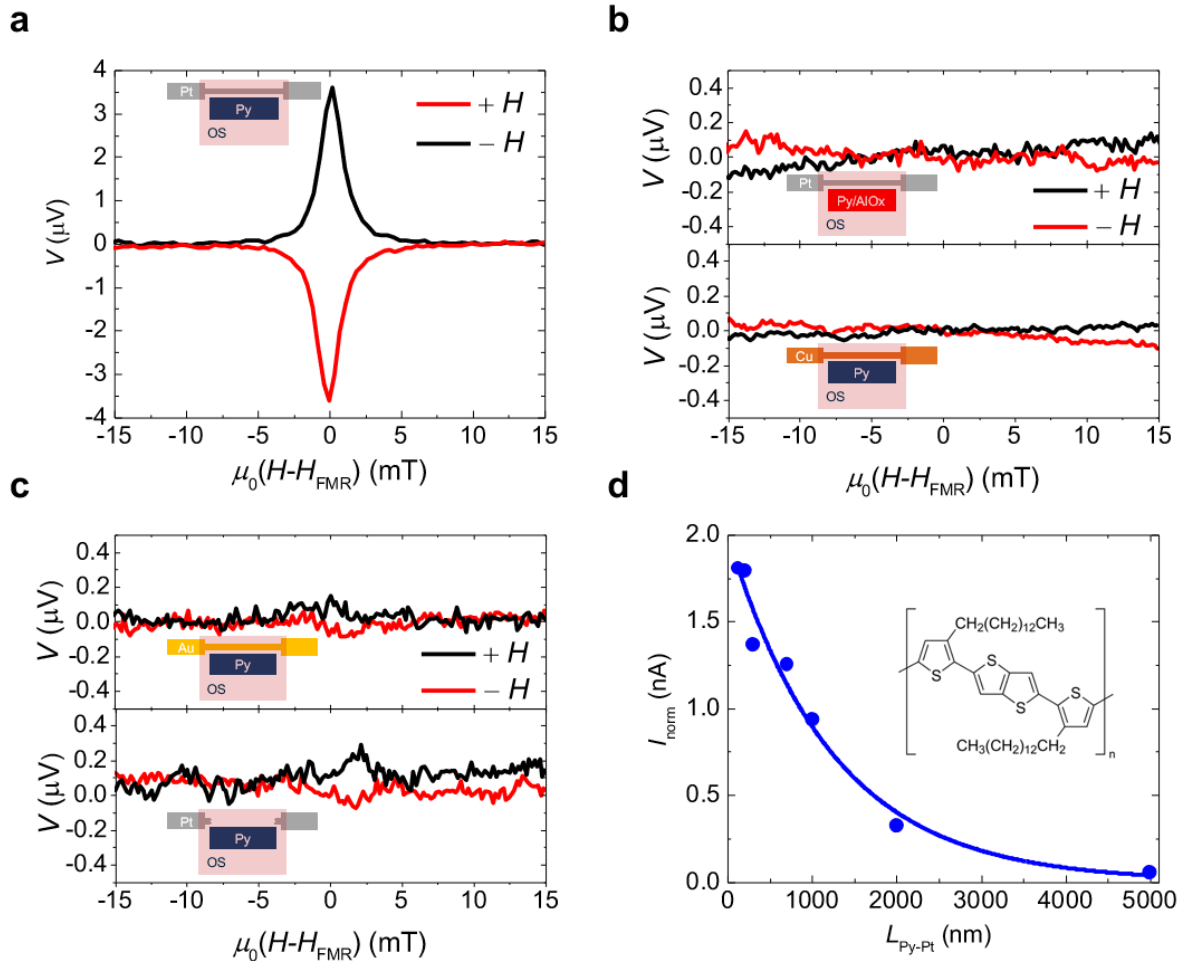 a
4
3
2
1
0
-1
-2
-3
-4
V (μV)
Pt
Py
OS
+ H
– H
-15 -10 -5 0 5 10 15
μ0(H-HFMR) (mT)
b
0.4
0.2
0.0
-0.2
-0.4
V (μV)
Pt
Py/AlOx
OS
+ H
– H
0.4
0.2
0.0
-0.2
-0.4
V (μV)
Cu
Py
OS
-15 -10 -5 0 5 10 15
μ0(H-HFMR) (mT)
c
0.4
0.2
0.0
-0.2
-0.4
V (μV)
Au
Py
OS
+ H
– H
0.4
0.2
0.0
-0.2
-0.4
V (μV)
Pt
Py
OS
-15 -10 -5 0 5 10 15
μ0(H-HFMR) (mT)
d
2.0
1.5
1.0
0.5
0.0
Inorm (nA)
CH2(CH2)12CH3
S
S
S
S
CH3(CH2)12CH2
n
0 1000 2000 3000 4000 5000
LPy-Pt (nm)